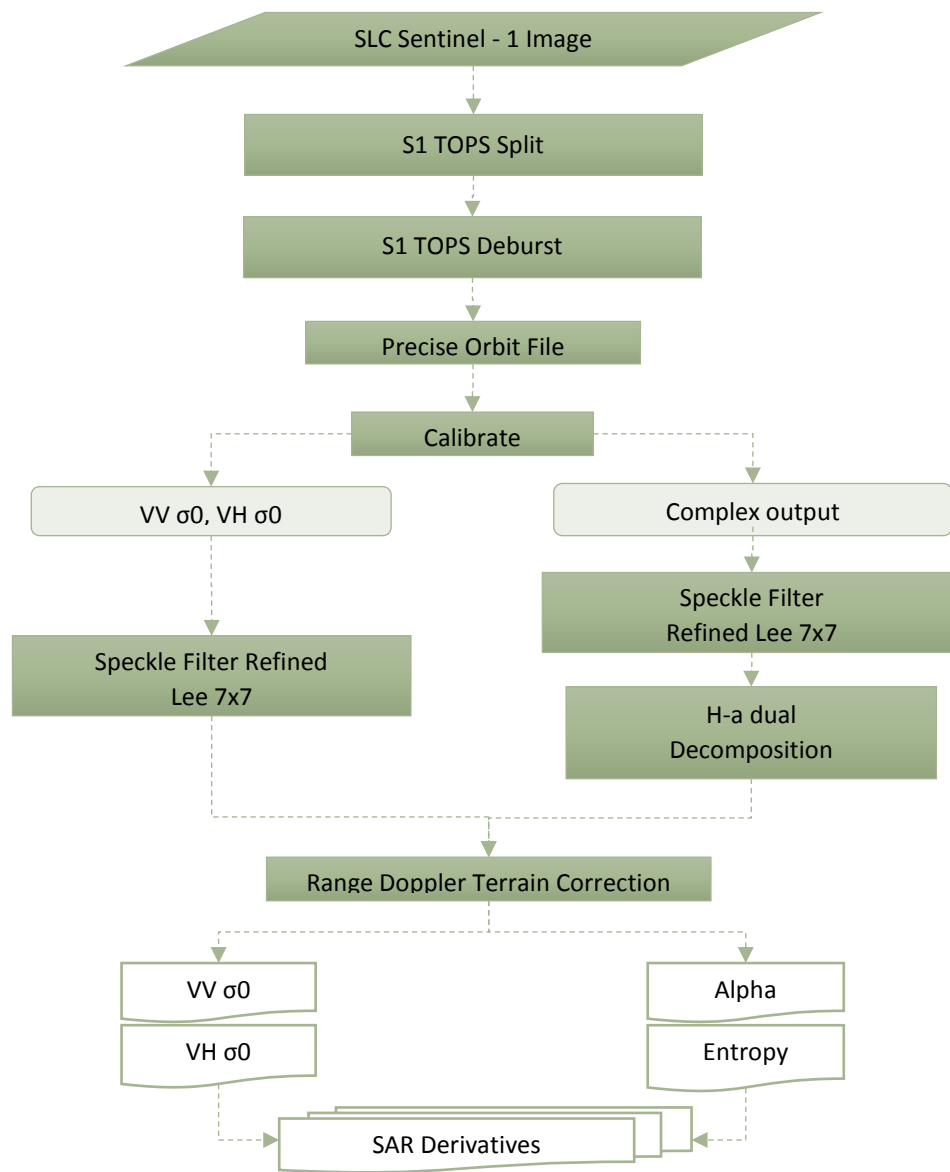 SLC Sentinel - 1 Image
S1 TOPS Split
S1 TOPS Deburst
Precise Orbit File
Calibrate
VV σ0, VH σ0
Complex output
Speckle Filter
Refined Lee 7x7
Speckle Filter Refined
Lee 7x7
H-a dual
Decomposition
Range Doppler Terrain Correction
VV σ0
Alpha
VH σ0
Entropy
SAR Derivatives